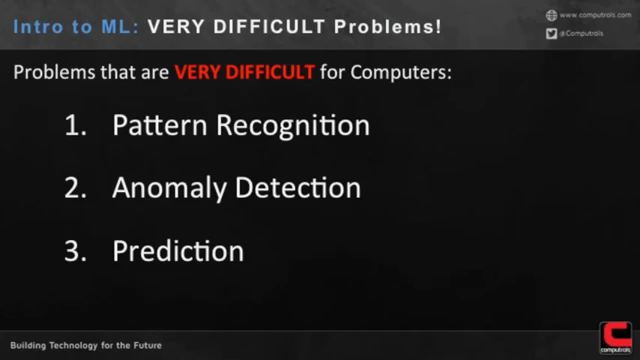 Intro to ML: VERY DIFFICULT Problems!
www.computrols.com
@Computrols
Problems that are VERY DIFFICULT for Computers:
1. Pattern Recognition
2. Anomaly Detection
3. Prediction
Building Technology for the Future
computrols